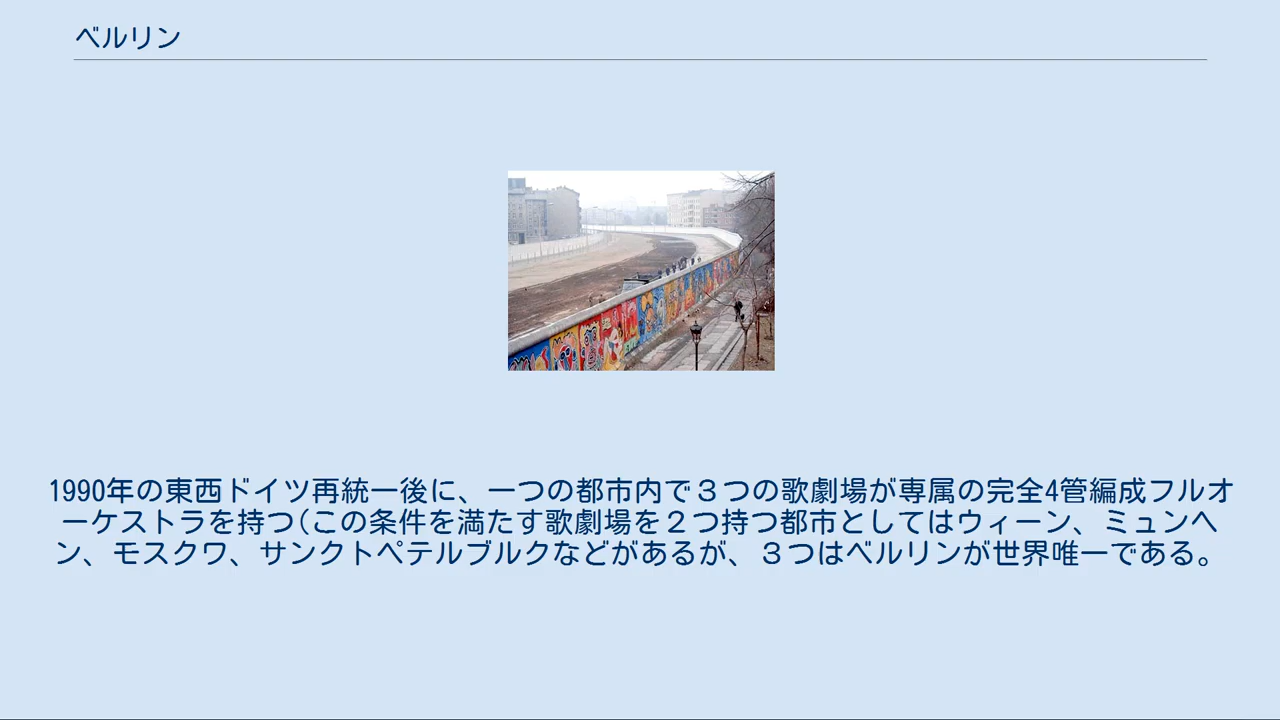 ベルリン
1990年の東西ドイツ再統一後に、一つの都市内で３つの歌劇場が専属の完全4管編成フルオ
ーケストラを持つ(この条件を満たす歌劇場を２つ持つ都市としてはウィーン、ミュンヘ
ン、モスクワ、サンクトペテルブルクなどがあるが、３つはベルリンが世界唯一である。